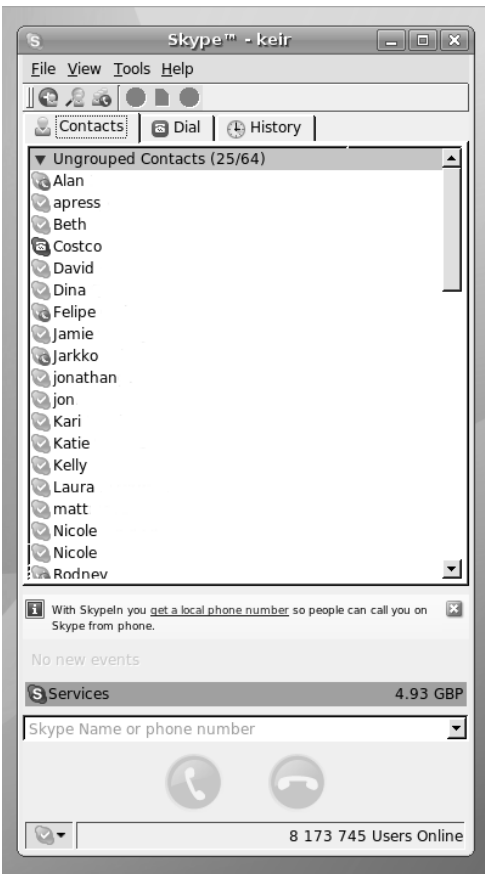 Skype™ - keir
File View Tools Help
Contacts Dial History
Ungrouped Contacts (25/64)
Alan
apress
Beth
Costco
David
Dina
Felipe
Jamie
Jarkko
jonathan
jon
Kari
Katie
Kelly
Laura
matt
Nicole
Nicole
Rodney
With SkypeIn you get a local phone number so people can call you on
Skype from phone.
No new events
Services 4.93 GBP
Skype Name or phone number
8 173 745 Users Online